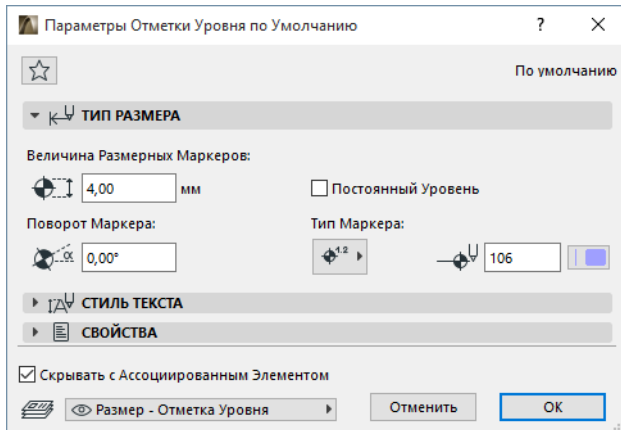 Параметры Отметки Уровня по Умолчанию ?
По умолчанию
ТИП РАЗМЕРА
Величина Размерных Маркеров:
4,00 мм Постоянный Уровень
Поворот Маркера: Тип Маркера:
α 0,00° 1.2 106
СТИЛЬ ТЕКСТА
СВОЙСТВА
Скрывать с Ассоциированным Элементом
Размер - Отметка Уровня Отменить ОК